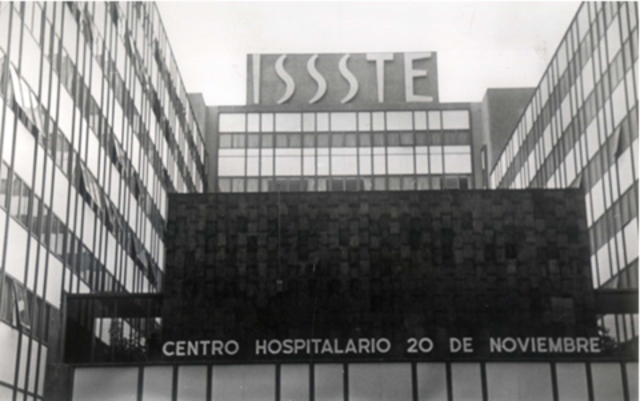 ISSSTE
CENTRO HOSPITALARIO 20 DE NOVIEMBRE